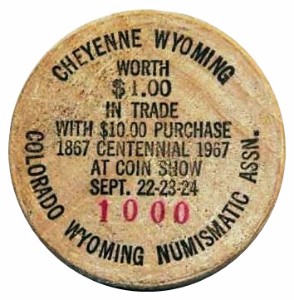 CHEYENNE WYOMING
WORTH
$1.00
IN TRADE
WITH $10.00 PURCHASE
1867 CENTENNIAL 1967
AT COIN SHOW
SEPT. 22-23-24
1000
COLORADO WYOMING NUMISMATIC ASSN.